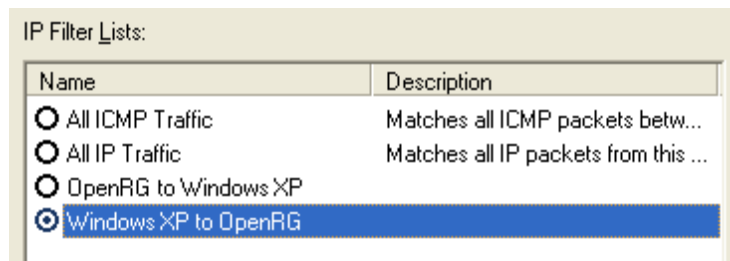 IP Filter Lists:
Name Description
All ICMP Traffic Matches all ICMP packets betw...
All IP Traffic Matches all IP packets from this ...
OpenRG to Windows XP
Windows XP to OpenRG